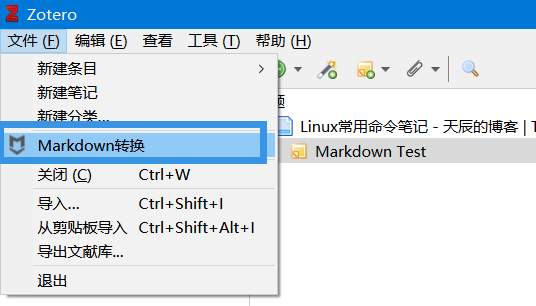 Zotero
文件 (F) 编辑 (E) 查看 工具 (T) 帮助 (H)
新建条目
新建笔记
新建分类...
Markdown转换
关闭 (C) Ctrl+W
导入... Ctrl+Shift+I
从剪贴板导入 Ctrl+Shift+Alt+I
导出文献库...
退出
题
Linux常用命令笔记 - 天辰的博客 | T
Markdown Test